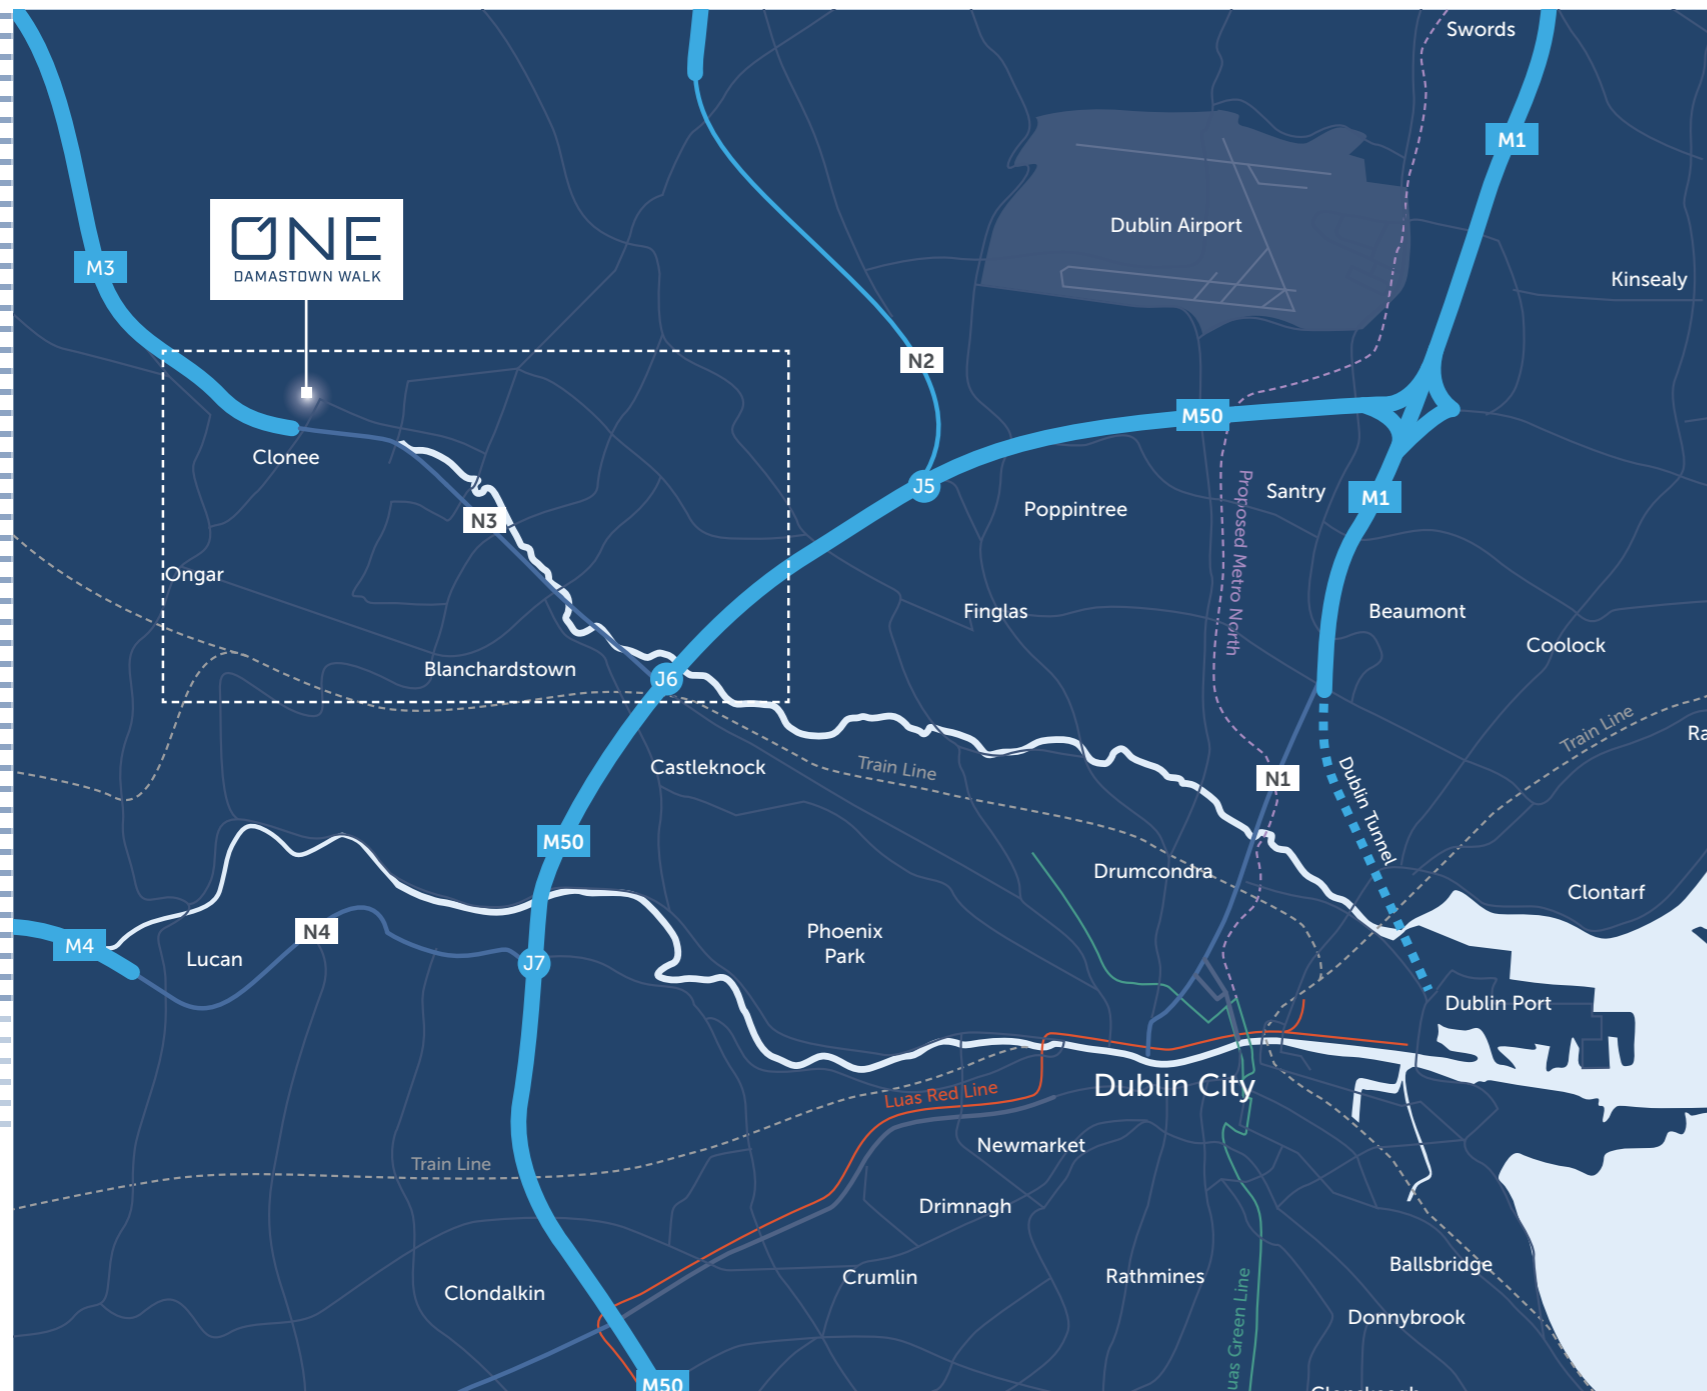 Swords
M1
ONE
DAMASTOWN WALK
Dublin Airport
M3
Kinsealy
N2
M50
Clonee
J5
Santry
M1
Poppintree
N3
Proposed Metro North
Ongar
Finglas
Beaumont
Coolock
Blanchardstown
J6
Train Line
Castleknock
Train Line
N1
Dublin Tunnel
M50
Drumcondra
Clontarf
N4
Phoenix
Park
M4
Lucan
J7
Dublin Port
Dublin City
Luas Red Line
Newmarket
Train Line
Drimnagh
Ballsbridge
Crumlin
Rathmines
Clondalkin
Green Line
Donnybrook
M50